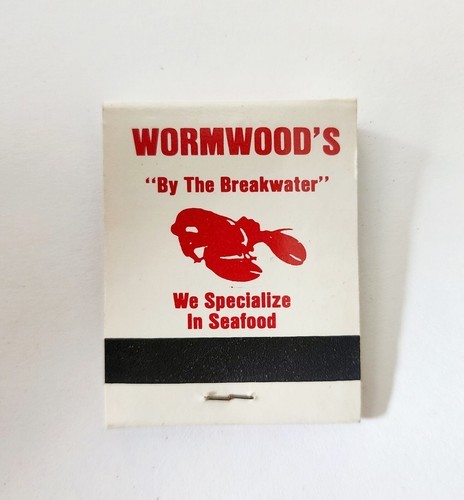 WORMWOOD'S
"By The Breakwater"
We Specialize
In Seafood